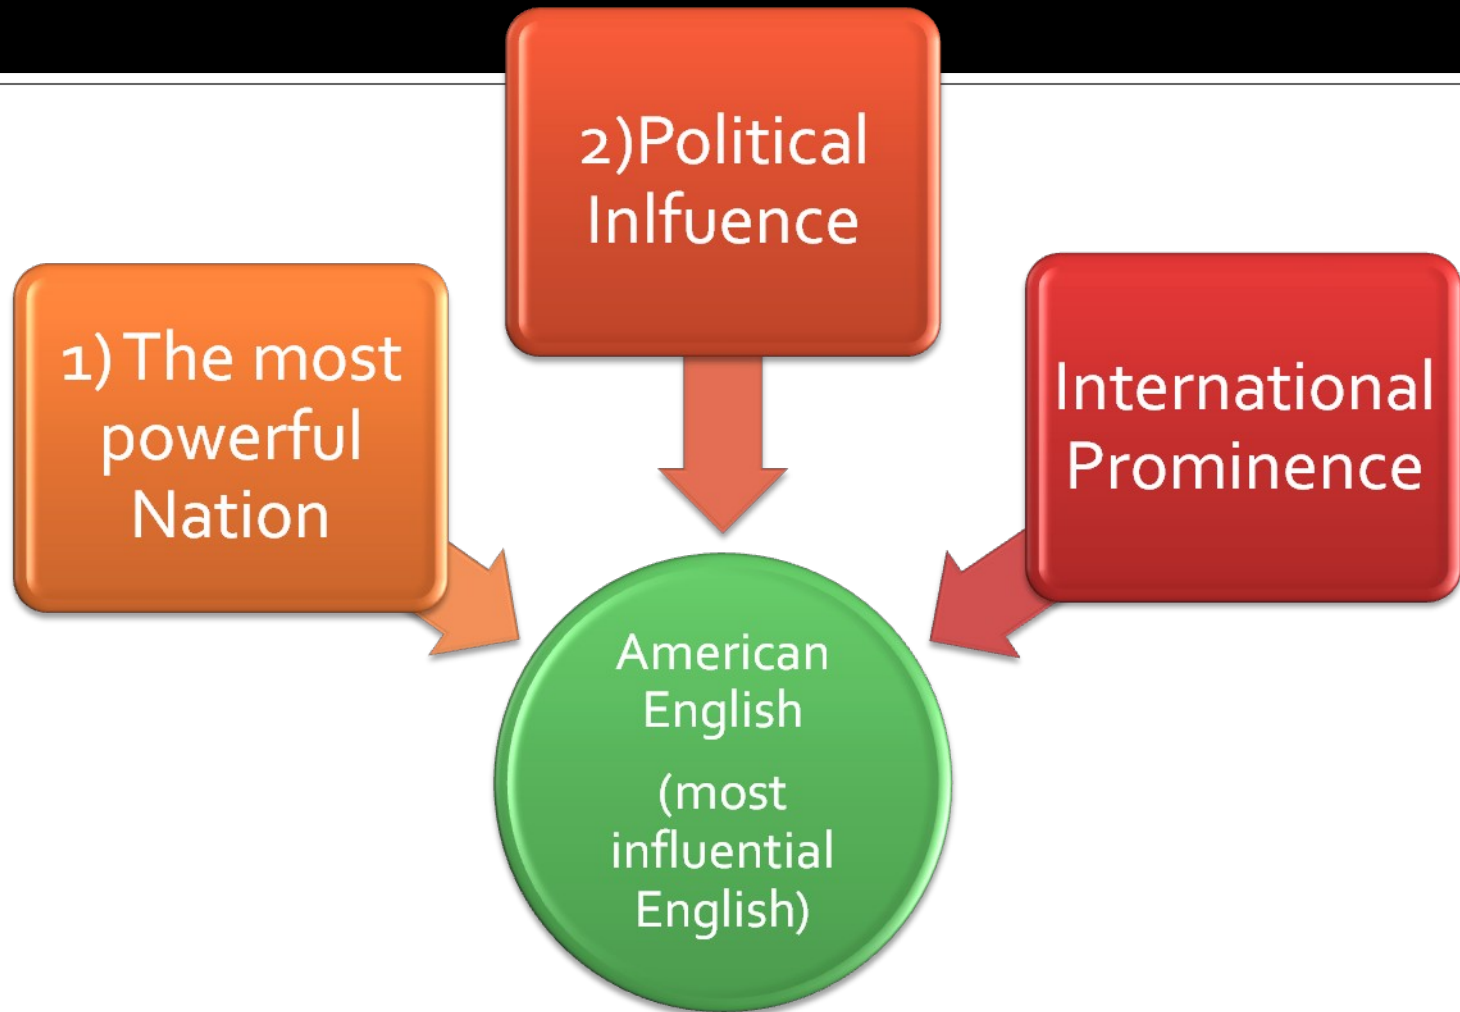 1) The most
powerful
Nation
2)Political
Inlfuence
International
Prominence
American
English
(most
influential
English)